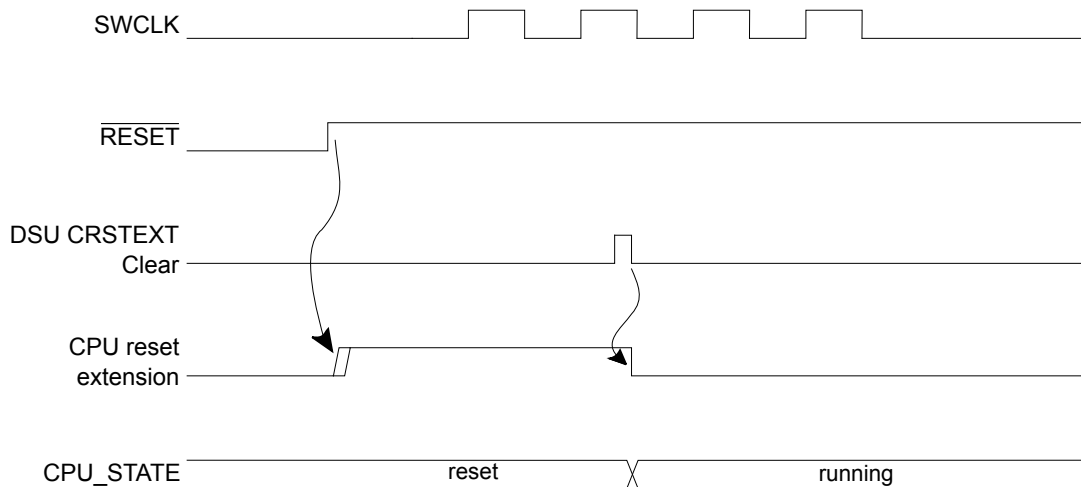 SWCLK
RESET
DSU CRSTEXT
Clear
CPU reset
extension
CPU_STATE reset running